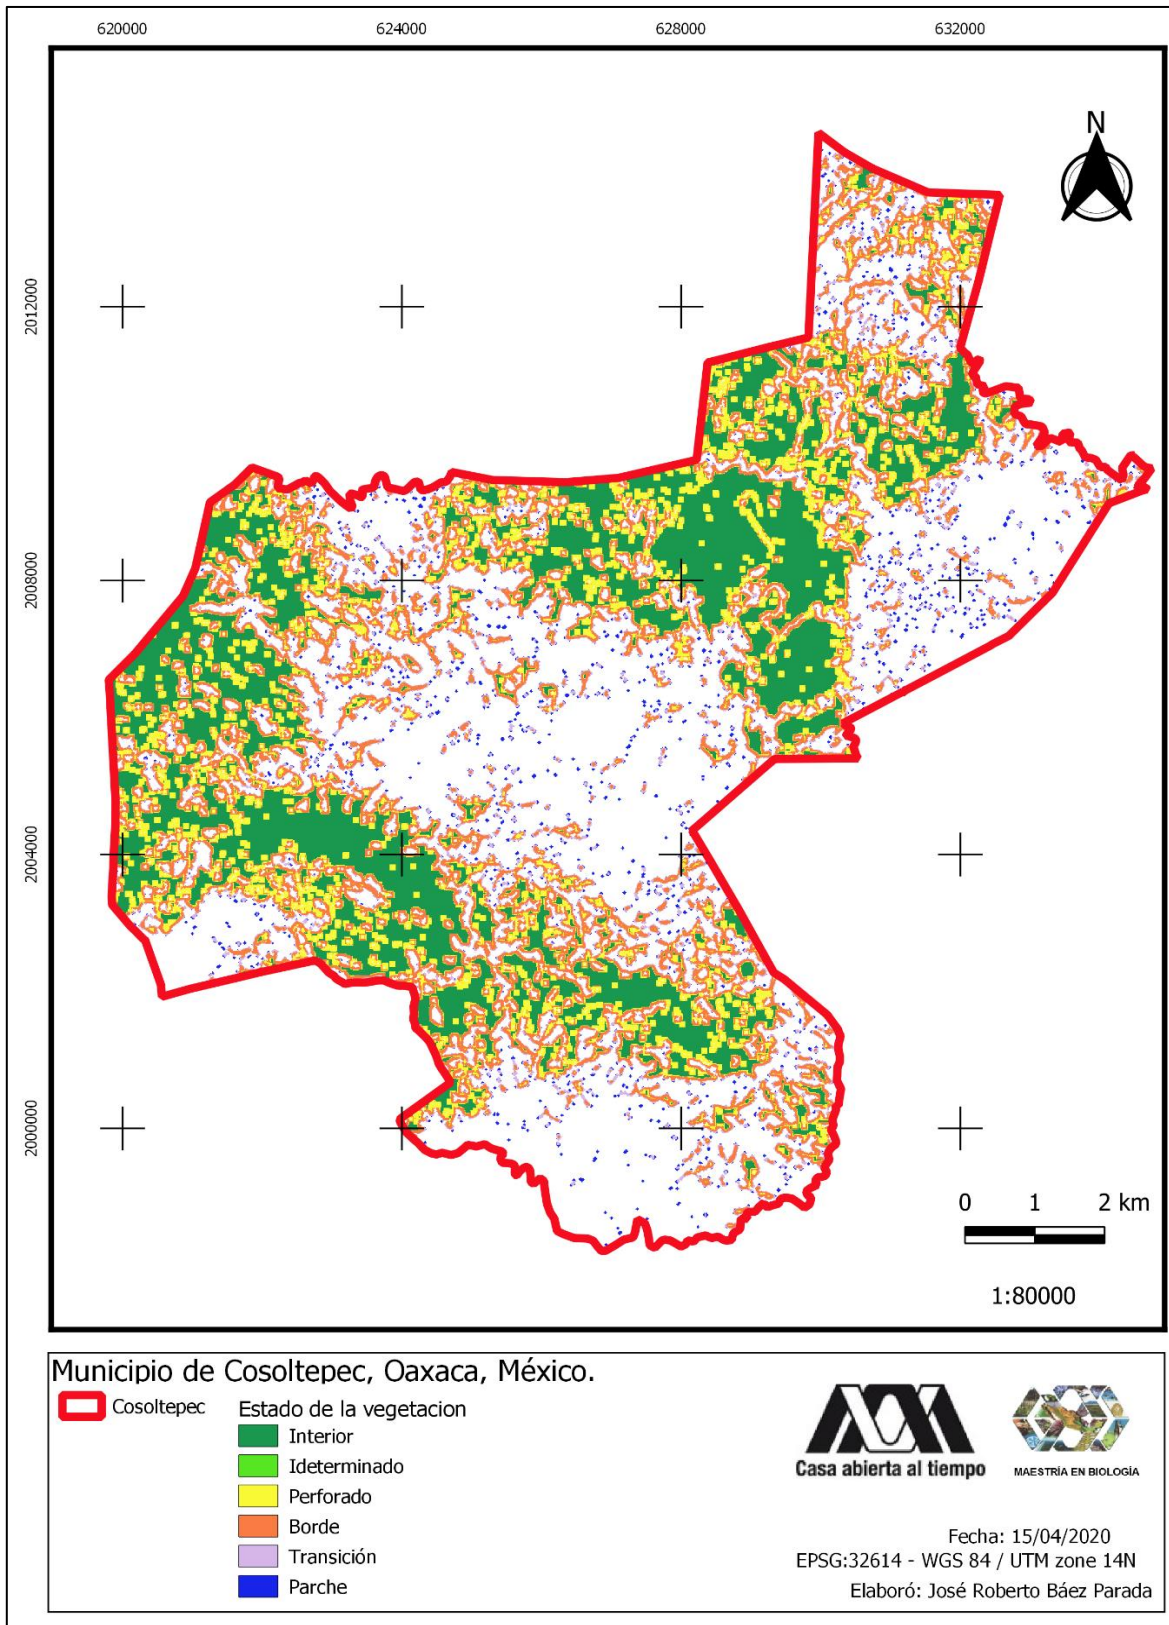 620000 624000 628000 632000
N
2012000
2008000
2004000
2000000
0 1 2 km
1:80000
Municipio de Cosoltepec, Oaxaca, México.
Cosoltepec
Estado de la vegetacion
Interior
Ideterminado
Perforado
Borde
Transición
Parche
Casa abierta al tiempo
MAESTRÍA EN BIOLOGÍA
Fecha: 15/04/2020
EPSG:32614 - WGS 84 / UTM zone 14N
Elaboró: José Roberto Báez Parada